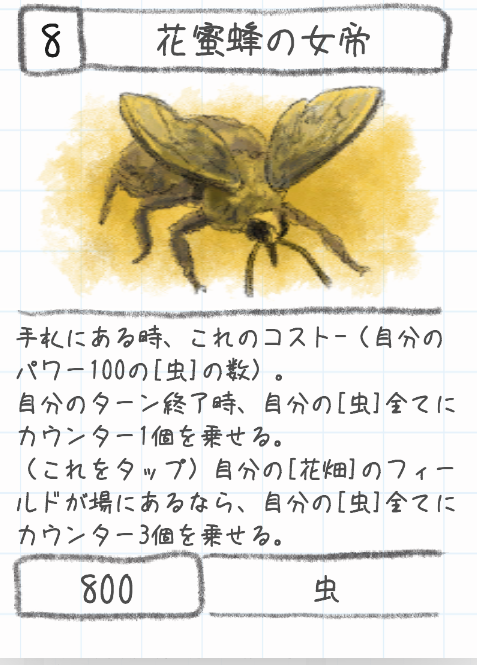 8
花蜜蜂の女帝
手札にある時、これのコスト-（自分の
パワー100の[虫]の数）。
自分のターン終了時、自分の[虫]全てに
カウンター1個を乗せる。
（これをタップ）自分の[花畑]のフィー
ルドが場にあるなら、自分の[虫]全てに
カウンター3個を乗せる。
800
虫